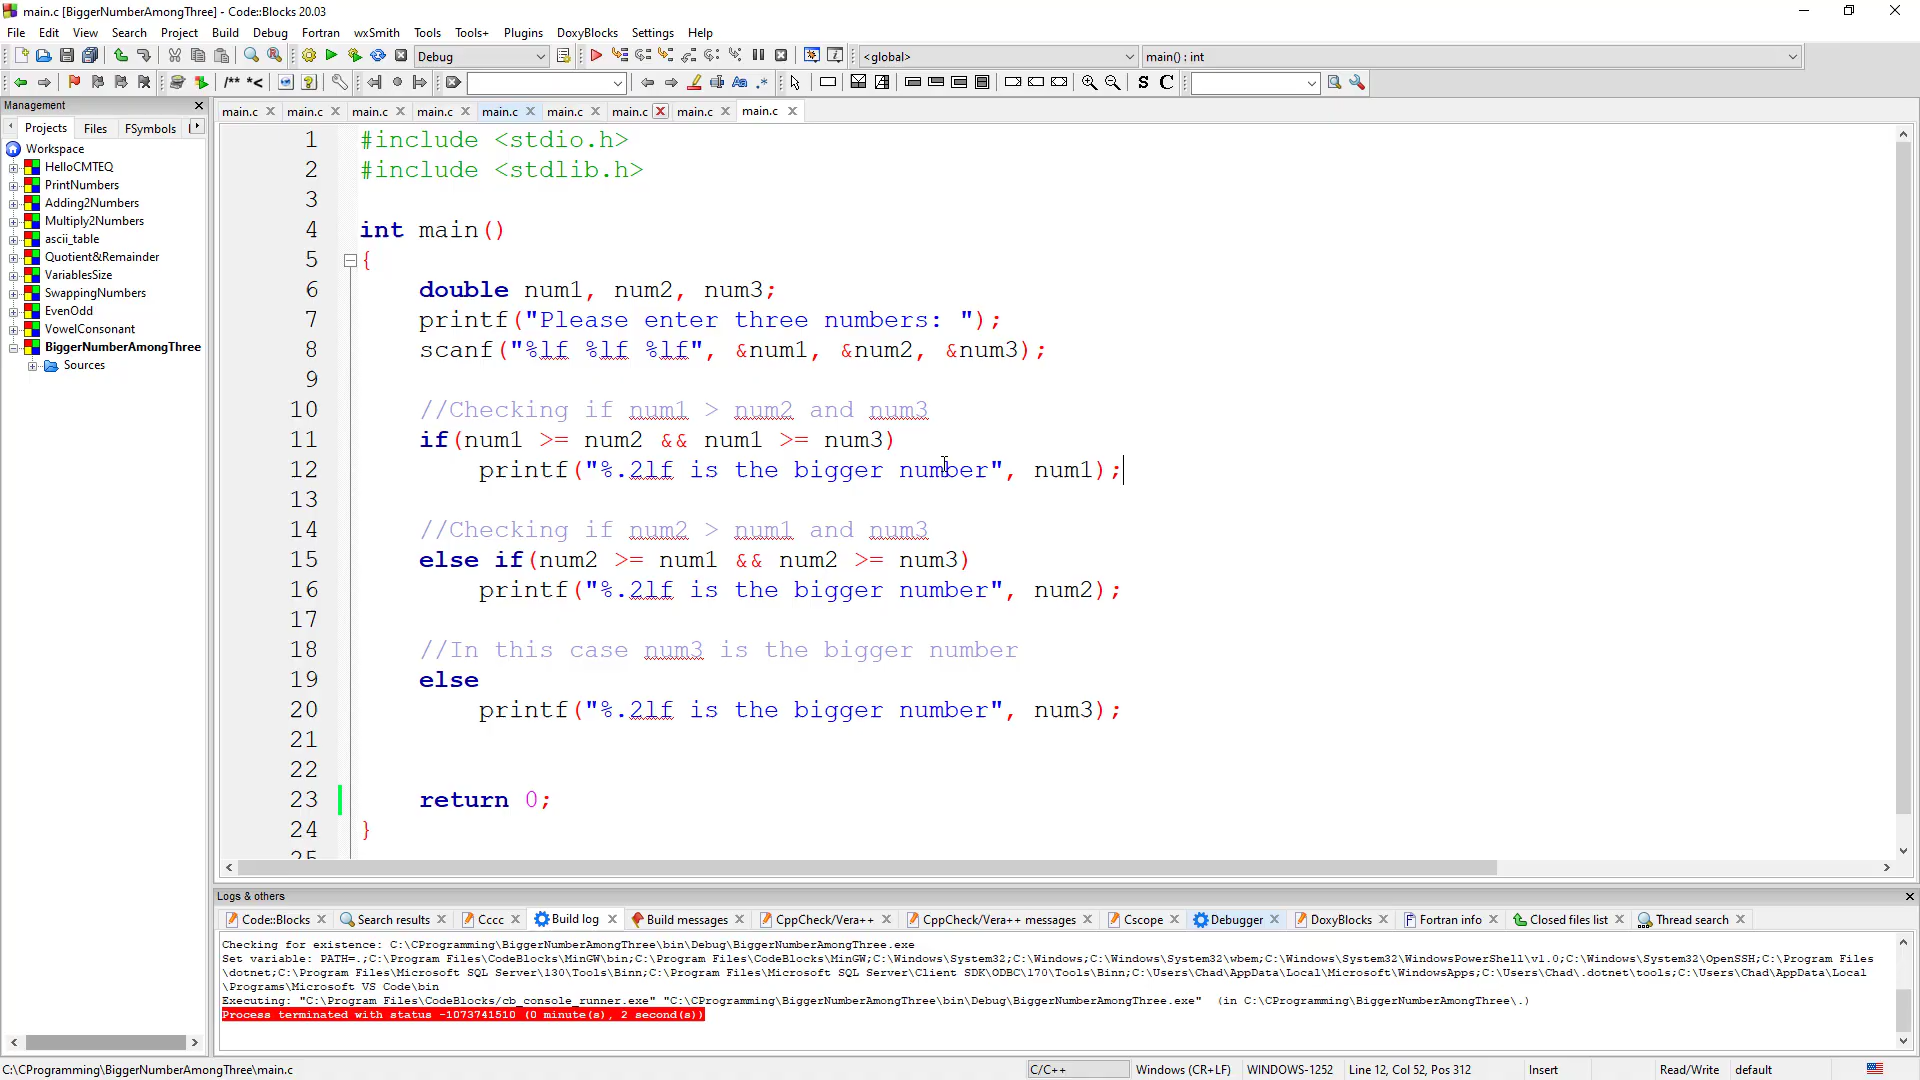 main.c [BiggerNumberAmongThree] - Code::Blocks 20.03
File Edit View Search Project Build Debug Fortran wxSmith Tools Tools+ Plugins DoxyBlocks Settings Help
Debug <global> main() : int
/** *< Aa .* S C
Management
main.c main.c main.c main.c main.c main.c main.c main.c main.c
Projects Files FSymbols
Workspace
HelloCMTEQ
PrintNumbers
Adding2Numbers
Multiply2Numbers
ascii_table
Quotient&Remainder
VariablesSize
SwappingNumbers
EvenOdd
VowelConsonant
BiggerNumberAmongThree
Sources
1 #include <stdio.h>
2 #include <stdlib.h>
3
4 int main()
5 {
6 double num1, num2, num3;
7 printf("Please enter three numbers: ");
8 scanf("%lf %lf %lf", &num1, &num2, &num3);
9
10 //Checking if num1 > num2 and num3
11 if(num1 >= num2 && num1 >= num3)
12 printf("%.2lf is the bigger number", num1);
13
14 //Checking if num2 > num1 and num3
15 else if(num2 >= num1 && num2 >= num3)
16 printf("%.2lf is the bigger number", num2);
17
18 //In this case num3 is the bigger number
19 else
20 printf("%.2lf is the bigger number", num3);
21
22
23 return 0;
24 }
25
Logs & others
Code::Blocks Search results Cccc Build log Build messages CppCheck/Vera++ CppCheck/Vera++ messages Cscope Debugger DoxyBlocks Fortran info Closed files list Thread search
Checking for existence: C:\CProgramming\BiggerNumberAmongThree\bin\Debug\BiggerNumberAmongThree.exe
Set variable: PATH=.;C:\Program Files\CodeBlocks\MinGW\bin;C:\Program Files\CodeBlocks\MinGW;C:\Windows\System32;C:\Windows;C:\Windows\System32\wbem;C:\Windows\System32\WindowsPowerShell\v1.0;C:\Windows\System32\OpenSSH;C:\Program Files
\dotnet;C:\Program Files\Microsoft SQL Server\130\Tools\Binn;C:\Program Files\Microsoft SQL Server\Client SDK\ODBC\170\Tools\Binn;C:\Users\Chad\AppData\Local\Microsoft\WindowsApps;C:\Users\Chad\.dotnet\tools;C:\Users\Chad\AppData\Local
\Programs\Microsoft VS Code\bin
Executing: "C:\Program Files\CodeBlocks/cb_console_runner.exe" "C:\CProgramming\BiggerNumberAmongThree\bin\Debug\BiggerNumberAmongThree.exe" (in C:\CProgramming\BiggerNumberAmongThree\.)
Process terminated with status -1073741510 (0 minute(s), 2 second(s))
C:\CProgramming\BiggerNumberAmongThree\main.c C/C++ Windows (CR+LF) WINDOWS-1252 Line 12, Col 52, Pos 312 Insert Read/Write default